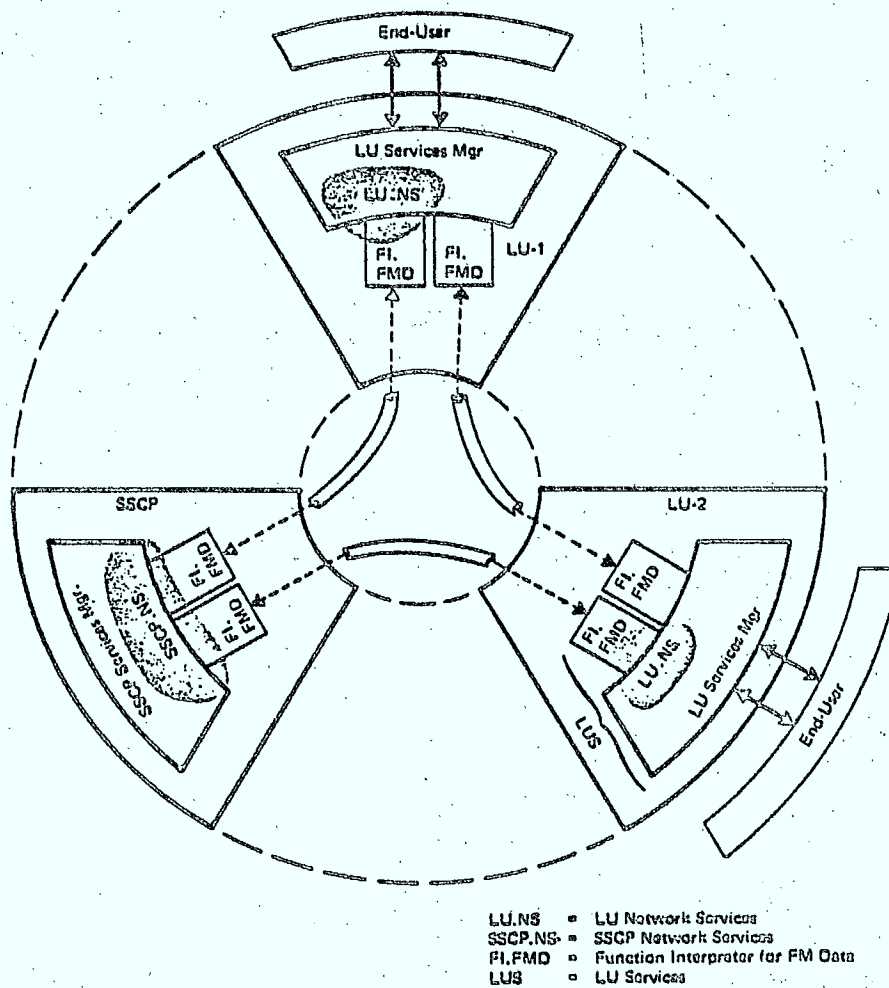 End-User
LU Services Mgr
LU.NS
FI.
FMD
FI.
FMD
LU-1
SSCP
FI.
FMD
FI.
FMD
SSCP.NS
SSCP Services Mgr.
LU-2
FI.
FMD
FI.
FMD
LU.NS
LU Services Mgr
LUS
End-User
LU.NS = LU Network Services
SSCP.NS = SSCP Network Services
FI.FMD = Function Interpreter for FM Data
LUS = LU Services